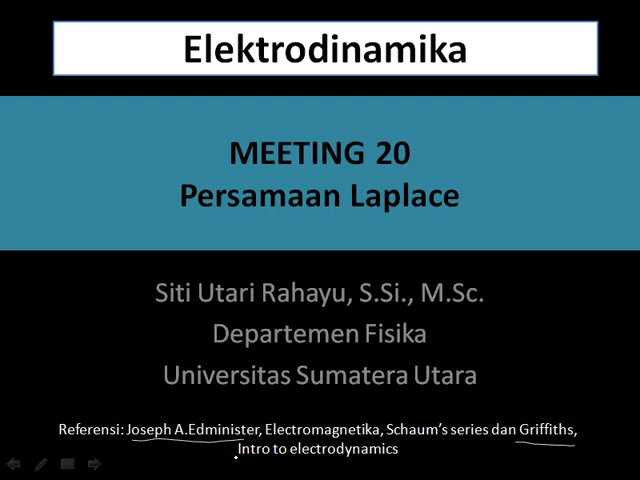 Elektrodinamika
MEETING 20
Persamaan Laplace
Siti Utari Rahayu, S.Si., M.Sc.
Departemen Fisika
Universitas Sumatera Utara
Referensi: Joseph A.Edminister, Electromagnetika, Schaum's series dan Griffiths,
Intro to electrodynamics